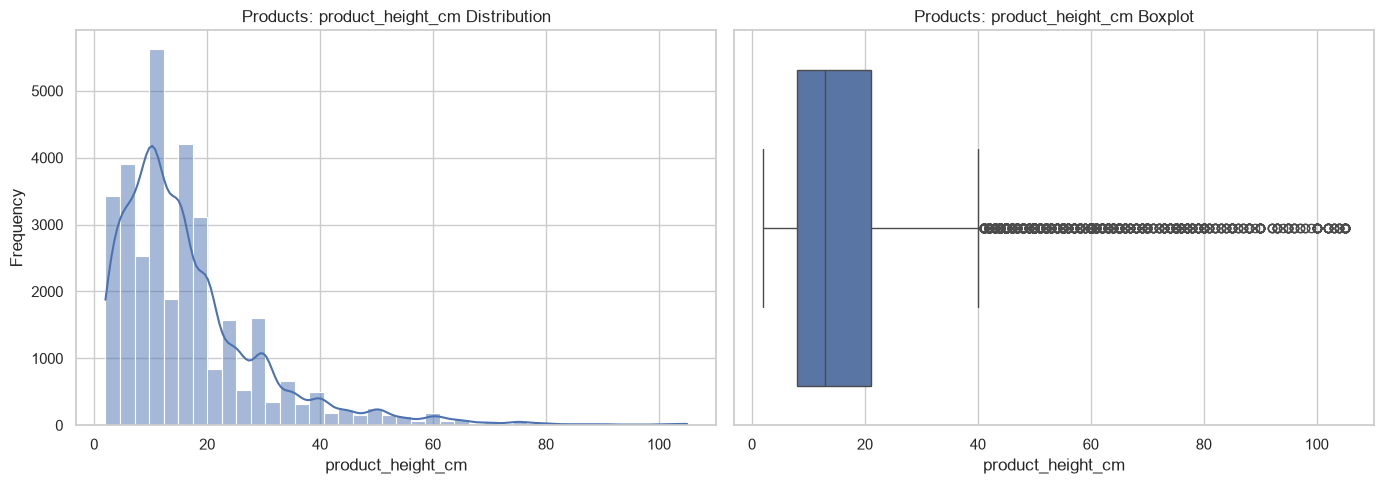 Products: product_height_cm Distribution
Frequency
5000
4000
3000
2000
1000
0
0 20 40 60 80 100
product_height_cm
Products: product_height_cm Boxplot
0 20 40 60 80 100
product_height_cm